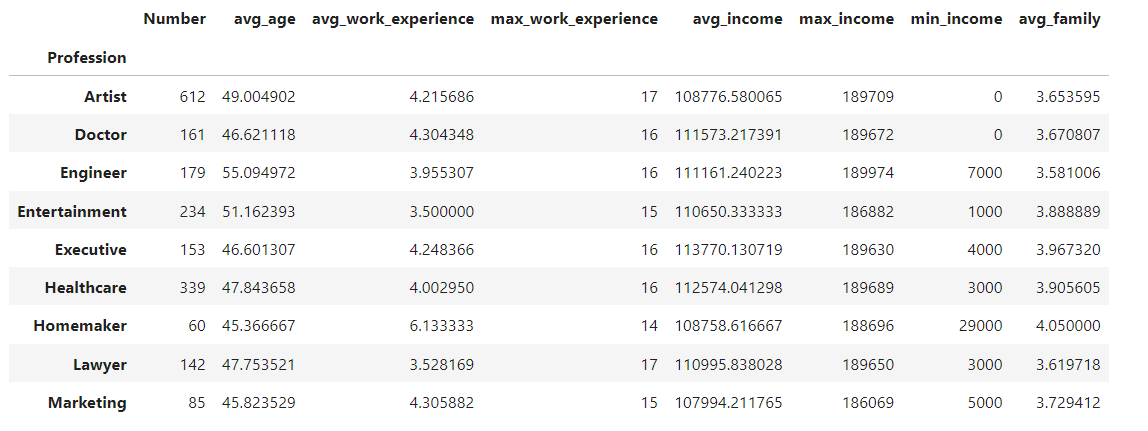 Number avg_age avg_work_experience max_work_experience avg_income max_income min_income avg_family
Profession
Artist 612 49.004902 4.215686 17 108776.580065 189709 0 3.653595
Doctor 161 46.621118 4.304348 16 111573.217391 189672 0 3.670807
Engineer 179 55.094972 3.955307 16 111161.240223 189974 7000 3.581006
Entertainment 234 51.162393 3.500000 15 110650.333333 186882 1000 3.888889
Executive 153 46.601307 4.248366 16 113770.130719 189630 4000 3.967320
Healthcare 339 47.843658 4.002950 16 112574.041298 189689 3000 3.905605
Homemaker 60 45.366667 6.133333 14 108758.616667 188696 29000 4.050000
Lawyer 142 47.753521 3.528169 17 110995.838028 189650 3000 3.619718
Marketing 85 45.823529 4.305882 15 107994.211765 186069 5000 3.729412